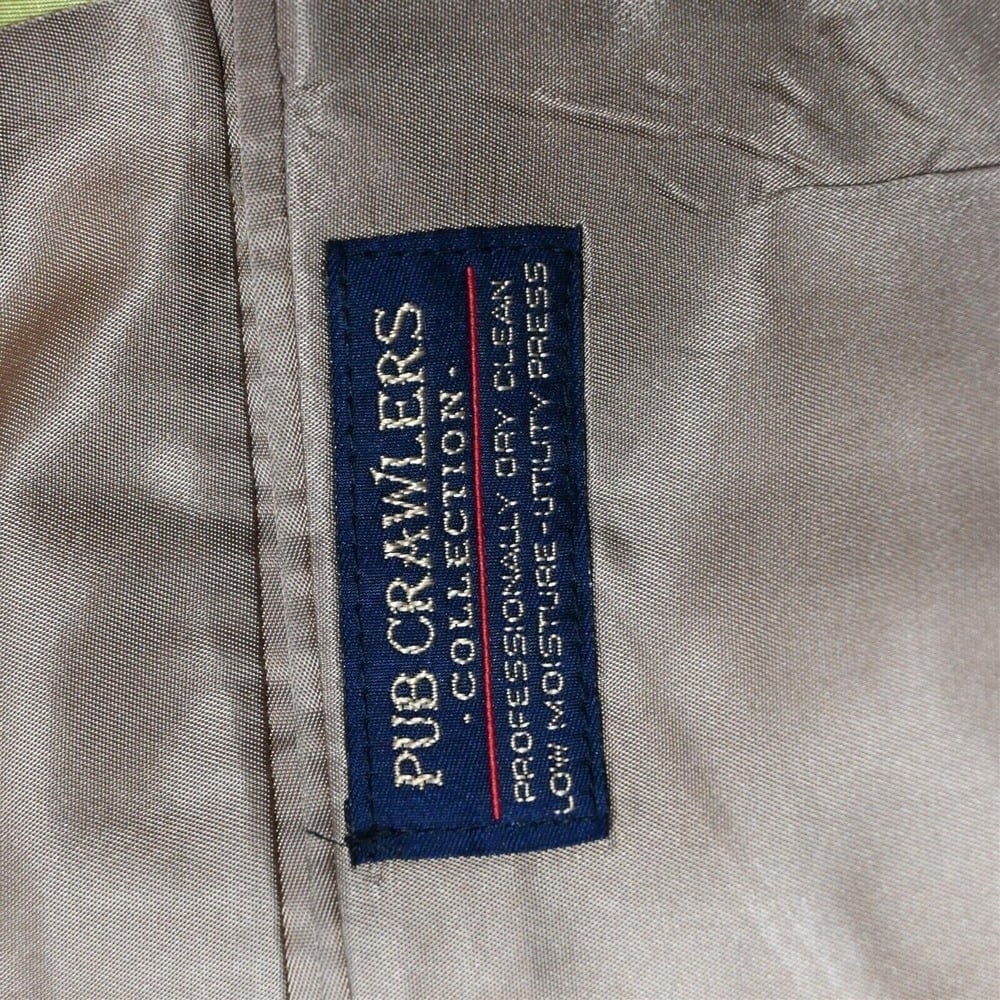 PUB CRAWLERS
· COLLECTION ·
PROFESSIONALLY DRY CLEAN
LOW MOISTURE - UTILITY PRESS